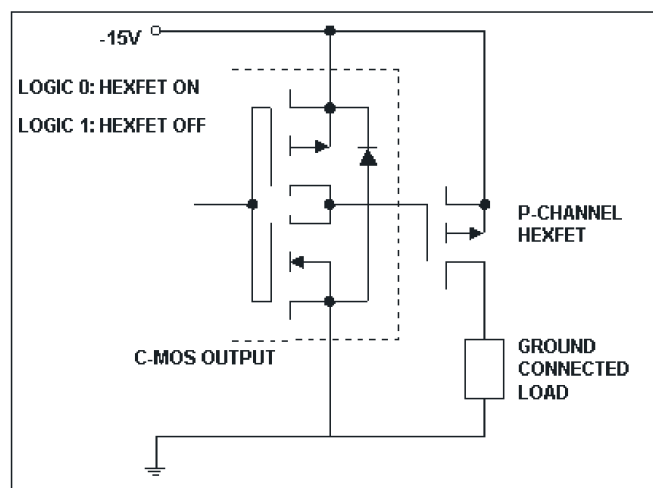 -15V
LOGIC 0: HEXFET ON
LOGIC 1: HEXFET OFF
P-CHANNEL
HEXFET
C-MOS OUTPUT
GROUND
CONNECTED
LOAD